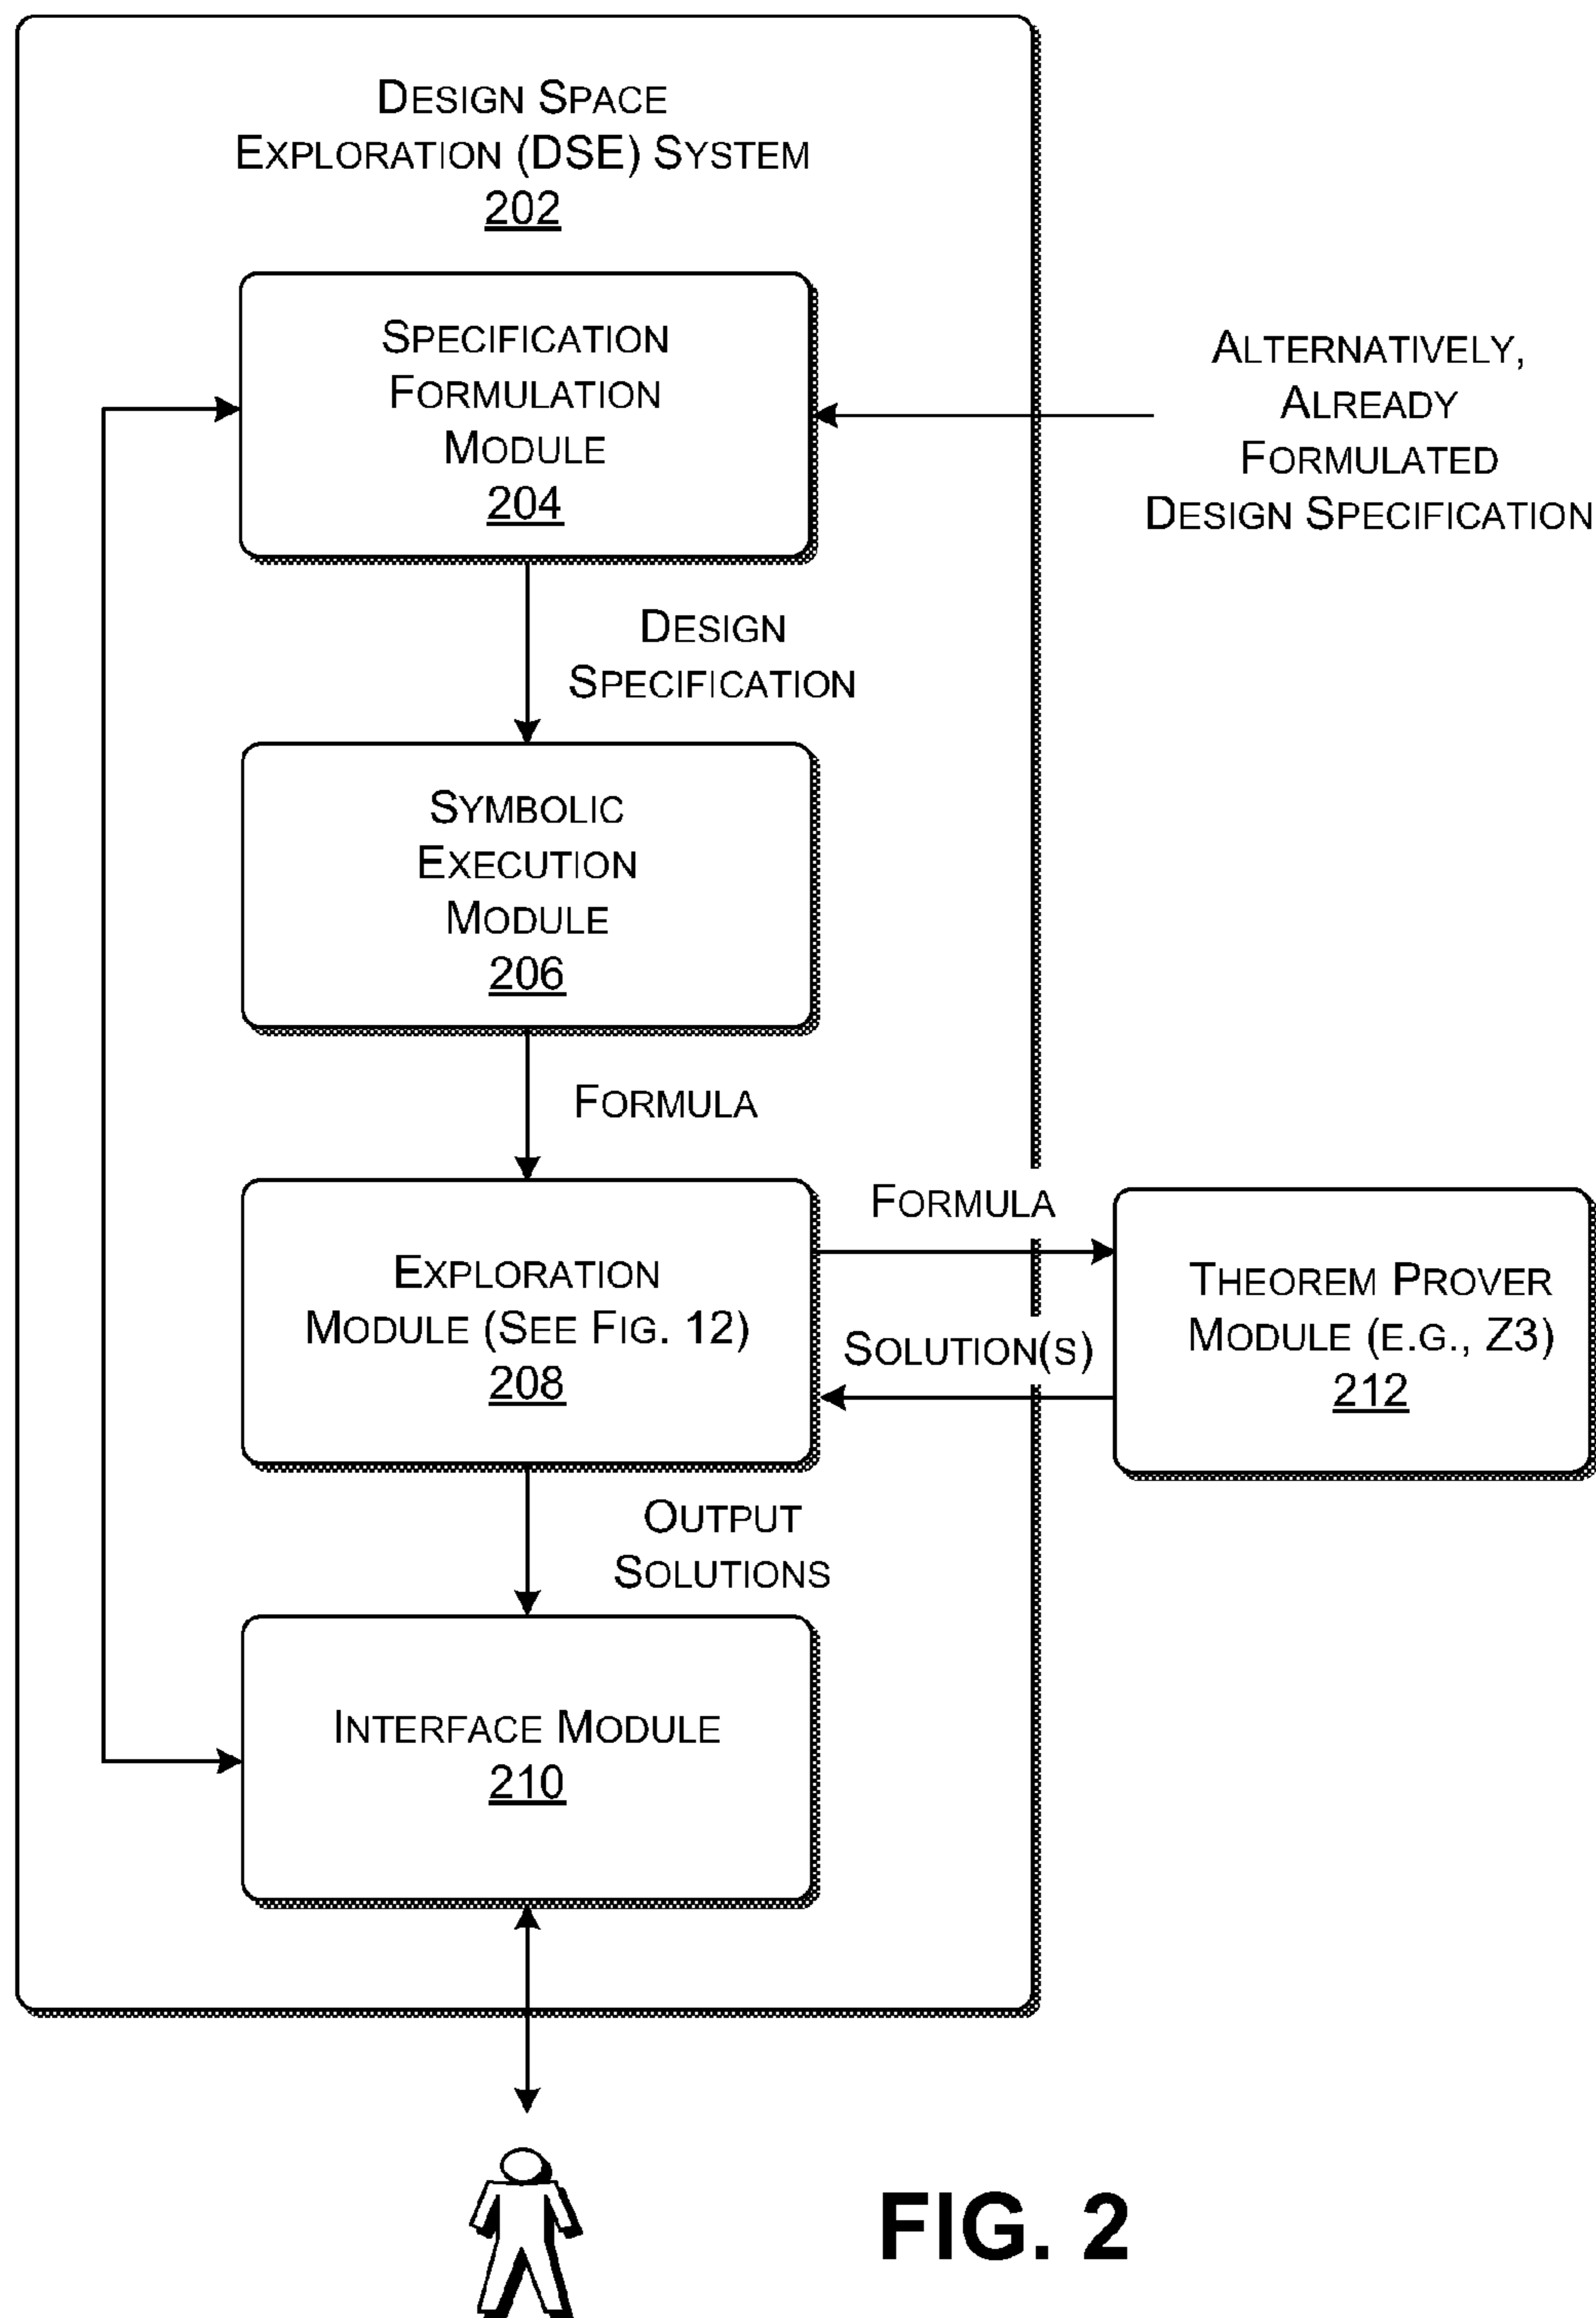 DESIGN SPACE
EXPLORATION (DSE) SYSTEM
202
SPECIFICATION
FORMULATION
MODULE
204
ALTERNATIVELY,
ALREADY
FORMULATED
DESIGN SPECIFICATION
DESIGN
SPECIFICATION
SYMBOLIC
EXECUTION
MODULE
206
FORMULA
EXPLORATION
MODULE (SEE FIG. 12)
208
FORMULA
SOLUTION(S)
THEOREM PROVER
MODULE (E.G., Z3)
212
OUTPUT
SOLUTIONS
INTERFACE MODULE
210
FIG. 2